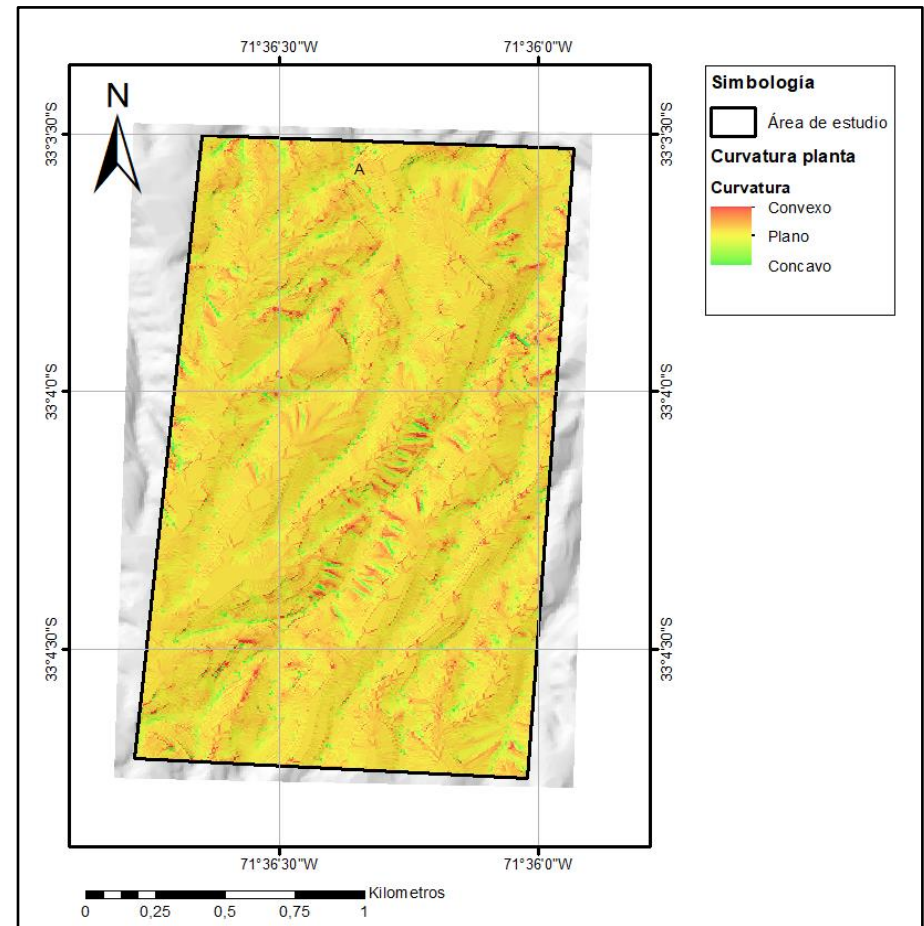 71°36'30"W 71°36'0"W
N
A
33°3'30"S 33°3'30"S
33°4'0"S 33°4'0"S
33°4'30"S 33°4'30"S
71°36'30"W 71°36'0"W
Kilometros
0 0,25 0,5 0,75 1
Simbología
Área de estudio
Curvatura planta
Curvatura
Convexo
Plano
Concavo